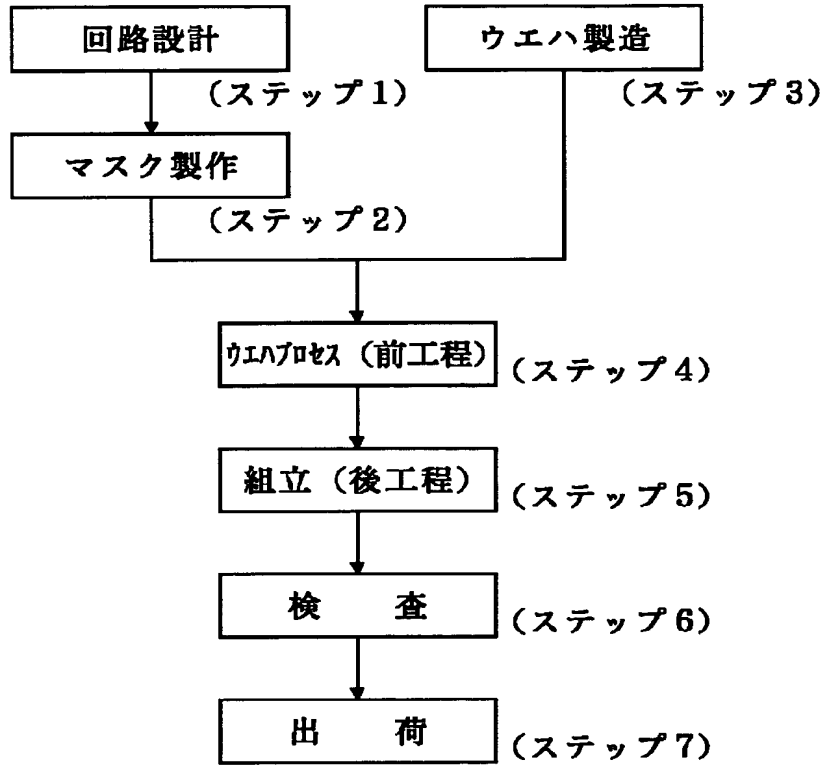 回路設計
ウエハ製造
(ステップ1)
(ステップ3)
マスク製作
(ステップ2)
ウエハプロセス(前工程)
(ステップ4)
組立(後工程)
(ステップ5)
検 査
(ステップ6)
出 荷
(ステップ7)